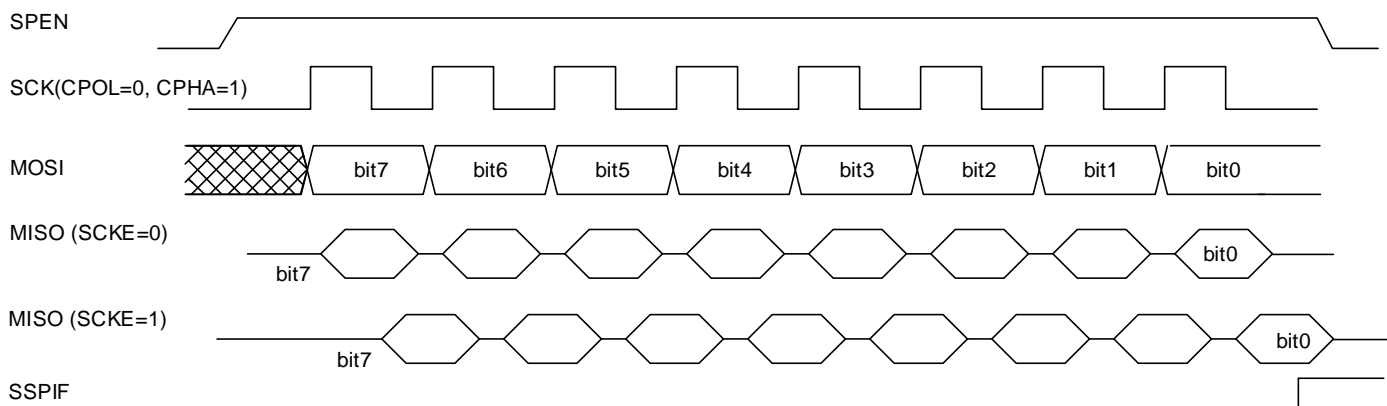 SPEN
SCK(CPOL=0, CPHA=1)
MOSI
bit7 bit6 bit5 bit4 bit3 bit2 bit1 bit0
MISO (SCKE=0)
bit7 bit0
MISO (SCKE=1)
bit7 bit0
SSPIF